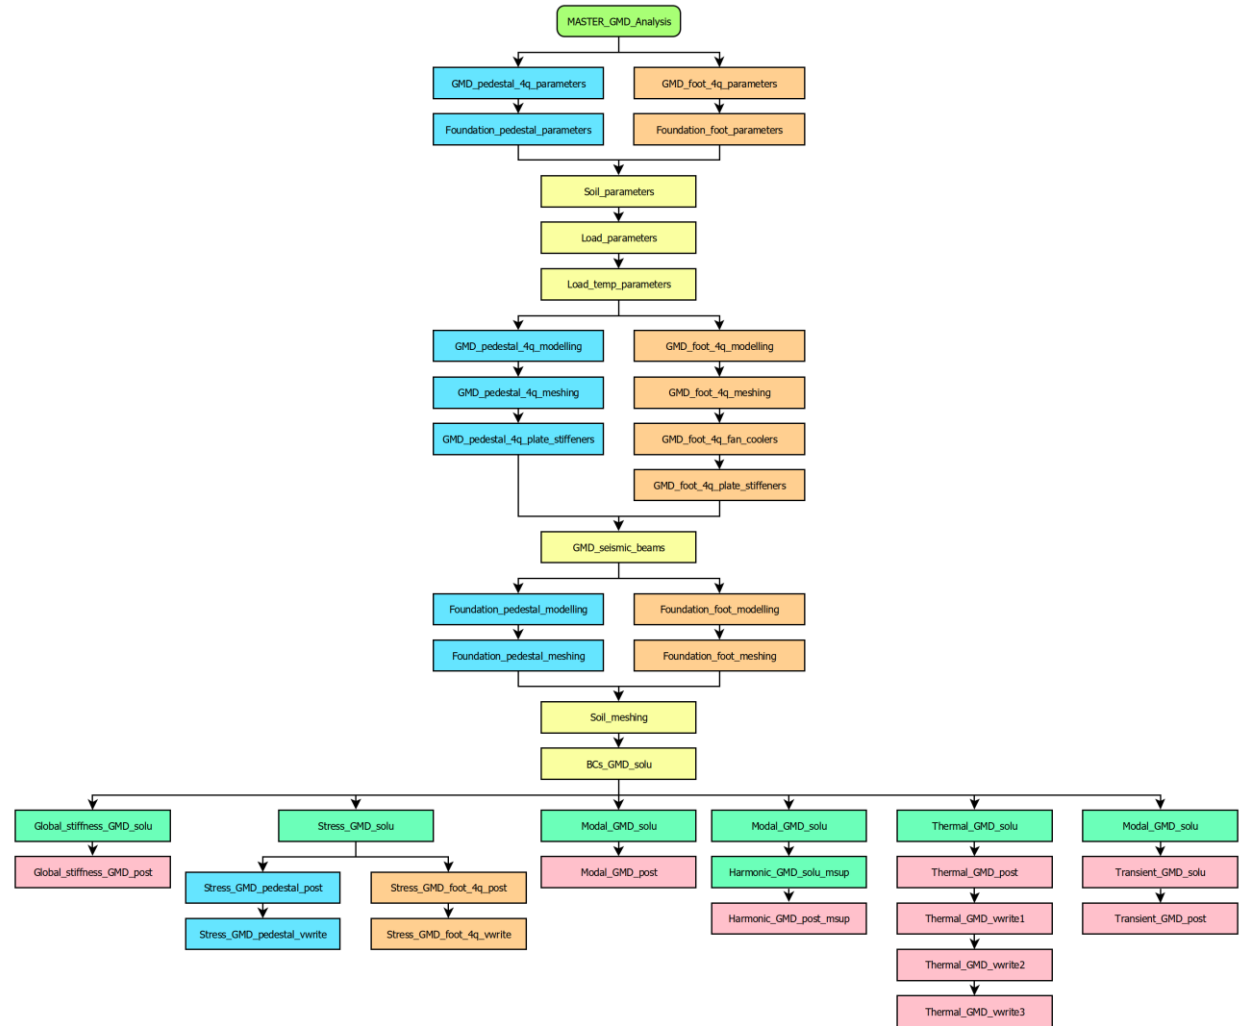 MASTER_GMD_Analysis
GMD_pedestal_4q_parameters
GMD_foot_4q_parameters
Foundation_pedestal_parameters
Foundation_foot_parameters
Soil_parameters
Load_parameters
Load_temp_parameters
GMD_pedestal_4q_modelling
GMD_foot_4q_modelling
GMD_pedestal_4q_meshing
GMD_foot_4q_meshing
GMD_pedestal_4q_plate_stiffeners
GMD_foot_4q_fan_coolers
GMD_foot_4q_plate_stiffeners
GMD_seismic_beams
Foundation_pedestal_modelling
Foundation_foot_modelling
Foundation_pedestal_meshing
Foundation_foot_meshing
Soil_meshing
BCs_GMD_solu
Global_stiffness_GMD_solu
Stress_GMD_solu
Modal_GMD_solu
Modal_GMD_solu
Thermal_GMD_solu
Modal_GMD_solu
Global_stiffness_GMD_post
Stress_GMD_pedestal_post
Stress_GMD_foot_4q_post
Modal_GMD_post
Harmonic_GMD_solu_msup
Thermal_GMD_post
Transient_GMD_solu
Stress_GMD_pedestal_vwrite
Stress_GMD_foot_4q_vwrite
Harmonic_GMD_post_msup
Thermal_GMD_vwrite1
Transient_GMD_post
Thermal_GMD_vwrite2
Thermal_GMD_vwrite3